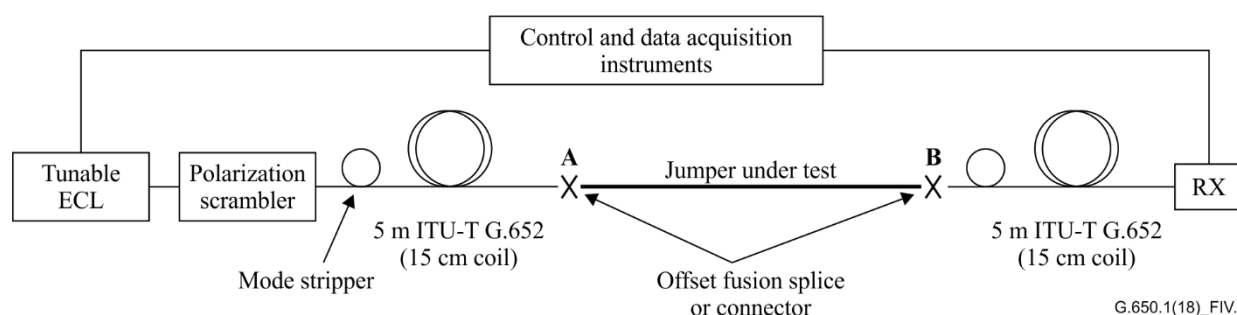 Control and data acquisition
instruments
Tunable
ECL
Polarization
scrambler
A
Jumper under test
B
RX
5 m ITU-T G.652
(15 cm coil)
5 m ITU-T G.652
(15 cm coil)
Mode stripper
Offset fusion splice
or connector
G.650.1(18)_FIV.